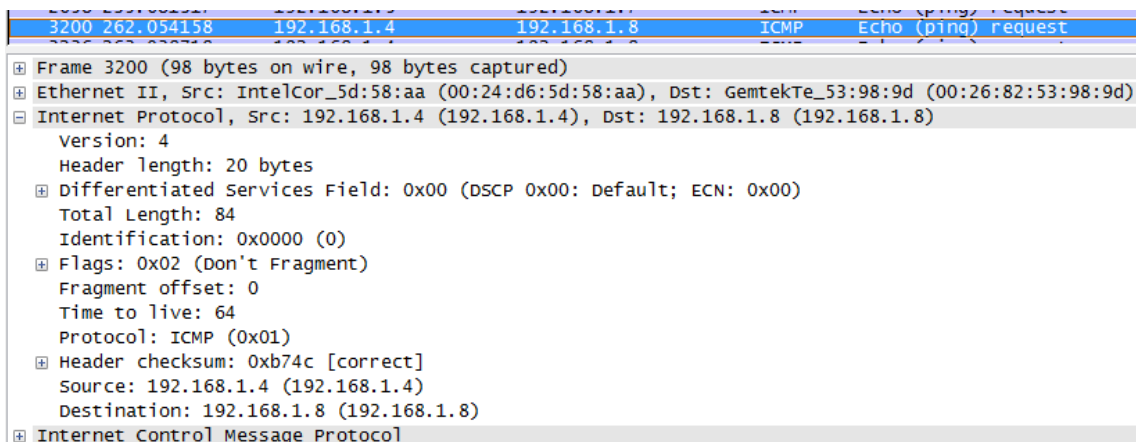 3200 262.054158 192.168.1.4 192.168.1.8 ICMP Echo (ping) request
Frame 3200 (98 bytes on wire, 98 bytes captured)
Ethernet II, Src: IntelCor_5d:58:aa (00:24:d6:5d:58:aa), Dst: GemtekTe_53:98:9d (00:26:82:53:98:9d)
Internet Protocol, Src: 192.168.1.4 (192.168.1.4), Dst: 192.168.1.8 (192.168.1.8)
Version: 4
Header length: 20 bytes
Differentiated Services Field: 0x00 (DSCP 0x00: Default; ECN: 0x00)
Total Length: 84
Identification: 0x0000 (0)
Flags: 0x02 (Don't Fragment)
Fragment offset: 0
Time to live: 64
Protocol: ICMP (0x01)
Header checksum: 0xb74c [correct]
Source: 192.168.1.4 (192.168.1.4)
Destination: 192.168.1.8 (192.168.1.8)
Internet Control Message Protocol